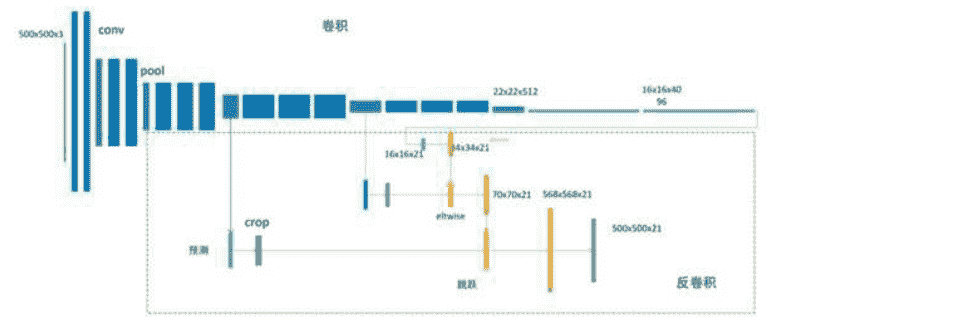 卷积
conv
500x500x3
pool
22x22x512
16x16x40
96
16x16x21
34x34x21
70x70x21
568x568x21
eltwise
crop
500x500x21
预测
跳跃
反卷积